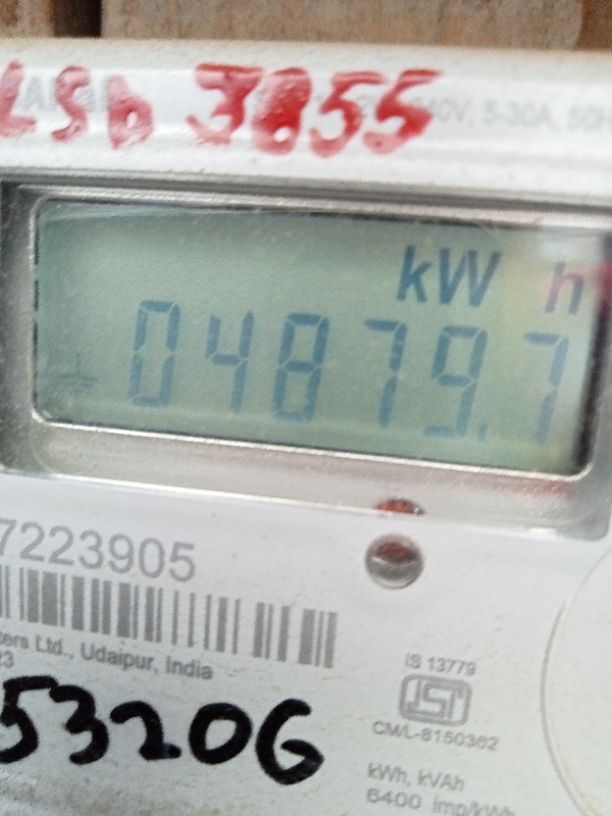 LSD 3855
240V, 5-30A, 50H
kW h
04879.7
7223905
ters Ltd., Udaipur, India
23
IS 13779
ISI
CM/L-8150362
53206
kWh, kVAh
6400 imp/kWh